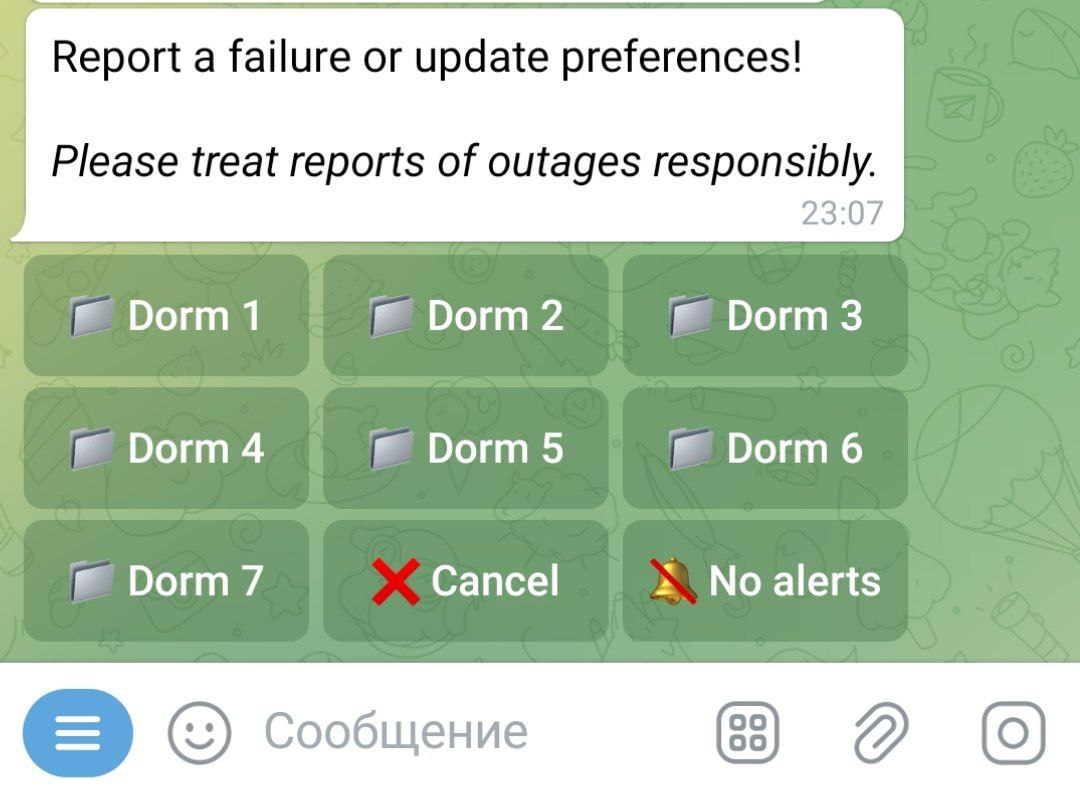 Report a failure or update preferences!
Please treat reports of outages responsibly.
23:07
Dorm 1 Dorm 2 Dorm 3
Dorm 4 Dorm 5 Dorm 6
Dorm 7 Cancel No alerts
Сообщение